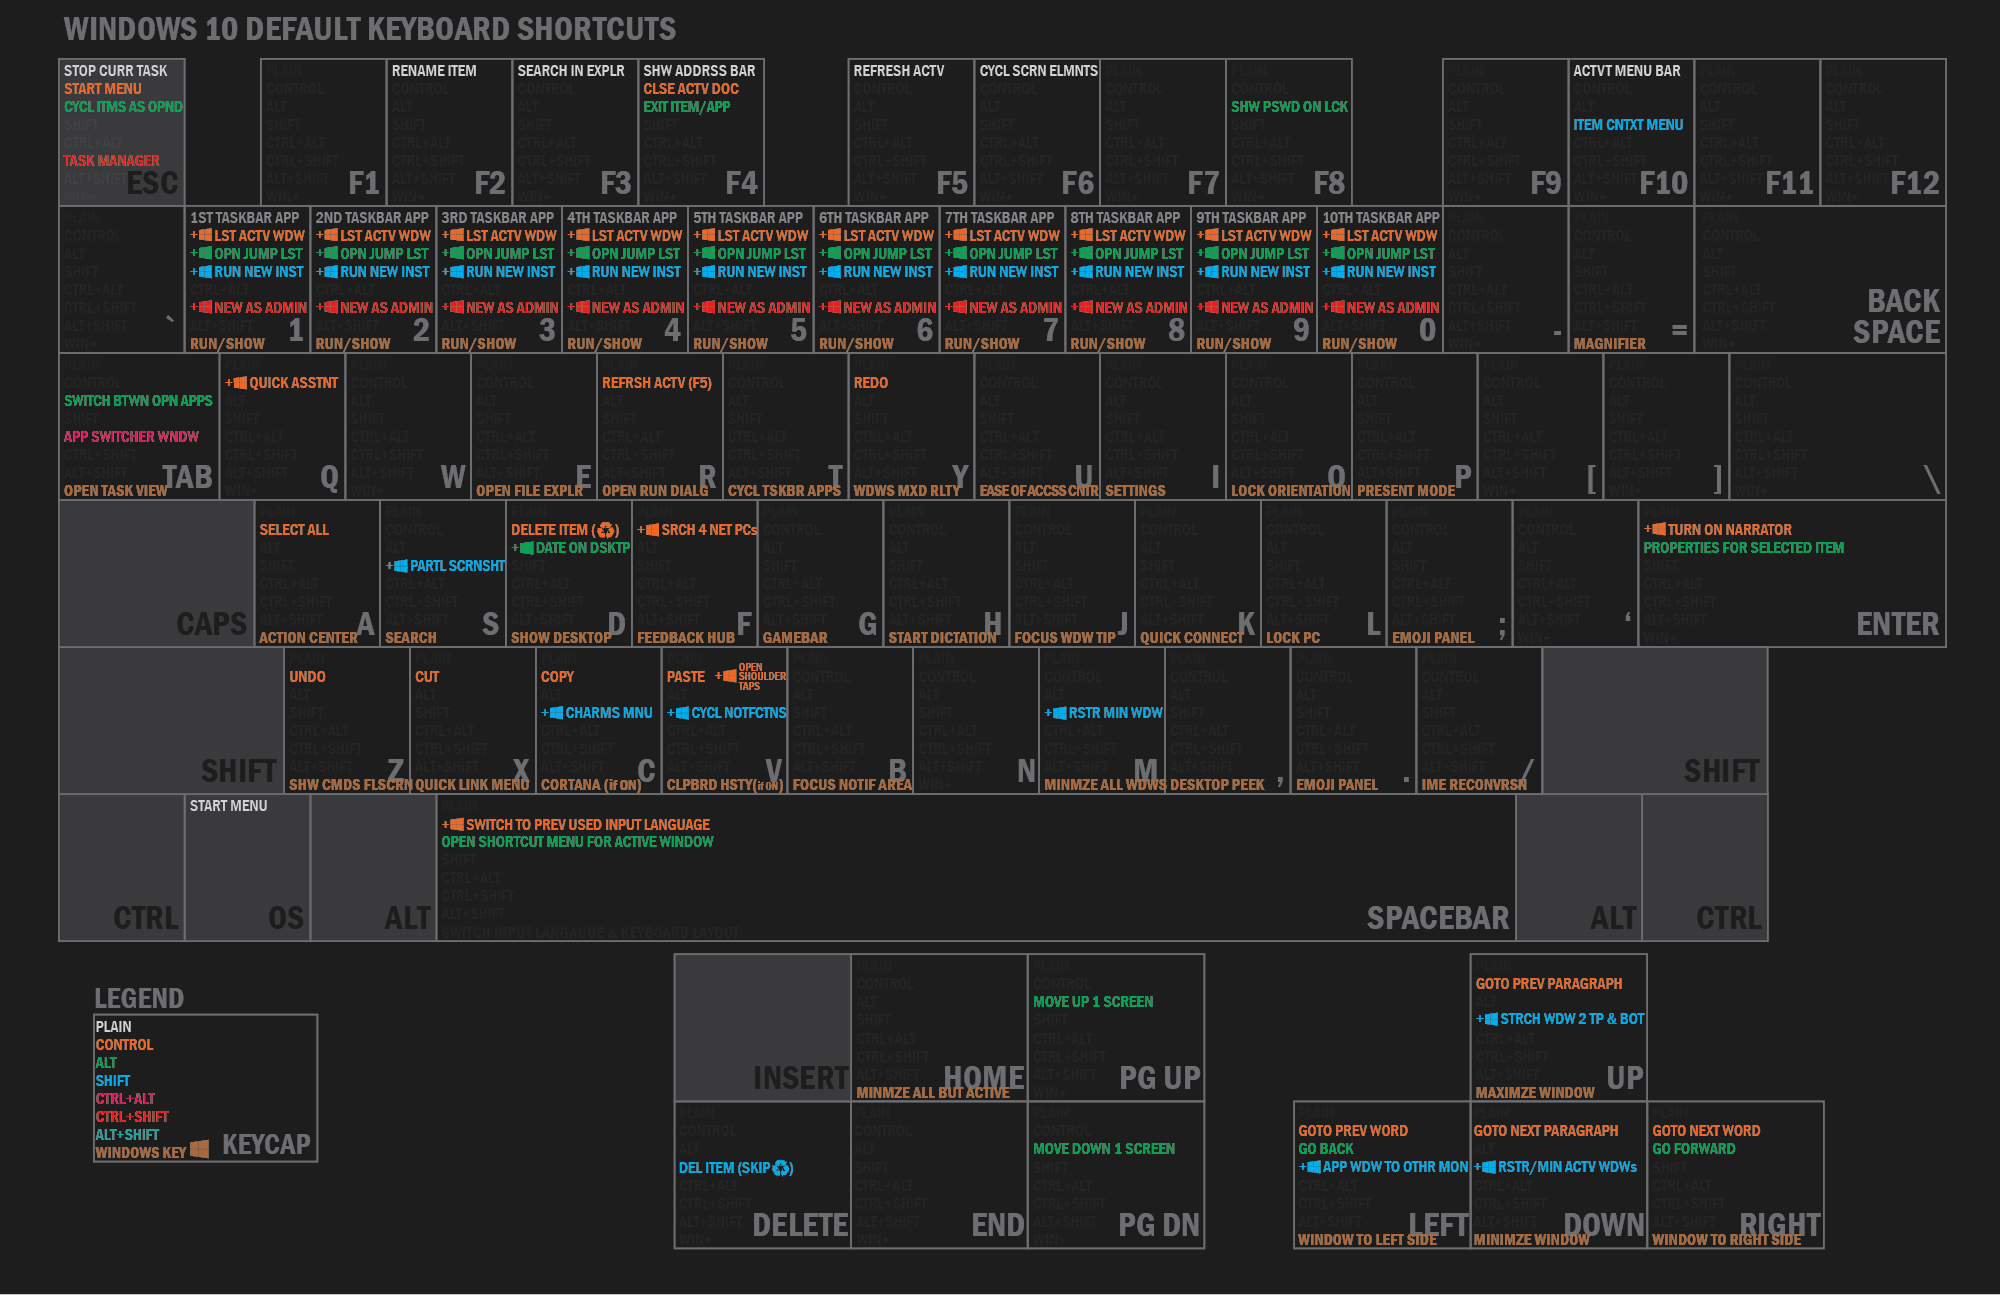 WINDOWS 10 DEFAULT KEYBOARD SHORTCUTS
STOP CURR TASK
START MENU
CYCL ITMS AS OPND
TASK MANAGER
ESC
F1
RENAME ITEM
F2
SEARCH IN EXPLR
F3
SHW ADDRSS BAR
CLSE ACTV DOC
EXIT ITEM/APP
F4
REFRESH ACTV
F5
CYCL SCRN ELMNTS
F6
F7
SHW PSWD ON LCK
F8
F9
ACTVT MENU BAR
ITEM CNTXT MENU
F10
F11
F12
`
1ST TASKBAR APP
+ LST ACTV WDW
+ OPN JUMP LST
+ RUN NEW INST
+ NEW AS ADMIN
RUN/SHOW
1
2ND TASKBAR APP
+ LST ACTV WDW
+ OPN JUMP LST
+ RUN NEW INST
+ NEW AS ADMIN
RUN/SHOW
2
3RD TASKBAR APP
+ LST ACTV WDW
+ OPN JUMP LST
+ RUN NEW INST
+ NEW AS ADMIN
RUN/SHOW
3
4TH TASKBAR APP
+ LST ACTV WDW
+ OPN JUMP LST
+ RUN NEW INST
+ NEW AS ADMIN
RUN/SHOW
4
5TH TASKBAR APP
+ LST ACTV WDW
+ OPN JUMP LST
+ RUN NEW INST
+ NEW AS ADMIN
RUN/SHOW
5
6TH TASKBAR APP
+ LST ACTV WDW
+ OPN JUMP LST
+ RUN NEW INST
+ NEW AS ADMIN
RUN/SHOW
6
7TH TASKBAR APP
+ LST ACTV WDW
+ OPN JUMP LST
+ RUN NEW INST
+ NEW AS ADMIN
RUN/SHOW
7
8TH TASKBAR APP
+ LST ACTV WDW
+ OPN JUMP LST
+ RUN NEW INST
+ NEW AS ADMIN
RUN/SHOW
8
9TH TASKBAR APP
+ LST ACTV WDW
+ OPN JUMP LST
+ RUN NEW INST
+ NEW AS ADMIN
RUN/SHOW
9
10TH TASKBAR APP
+ LST ACTV WDW
+ OPN JUMP LST
+ RUN NEW INST
+ NEW AS ADMIN
RUN/SHOW
0
-
MAGNIFIER
=
BACK
SPACE
SWITCH BTWN OPN APPS
APP SWITCHER WNDW
TAB
OPEN TASK VIEW
+ QUICK ASSTNT
Q
W
E
OPEN FILE EXPLR
REFRSH ACTV (F5)
R
OPEN RUN DIALG
T
CYCL TSKBR APPS
REDO
Y
WDWS MXD RLTY
U
EASE OF ACCSS CNTR
I
SETTINGS
O
LOCK ORIENTATION
P
PRESENT MODE
[
]
\
CAPS
SELECT ALL
A
ACTION CENTER
+ PARTL SCRNSHT
S
SEARCH
DELETE ITEM (♻)
+ DATE ON DSKTP
D
SHOW DESKTOP
+ SRCH 4 NET PCs
F
FEEDBACK HUB
G
GAMEBAR
H
START DICTATION
J
FOCUS WDW TIP
K
QUICK CONNECT
L
LOCK PC
;
EMOJI PANEL
‘
+ TURN ON NARRATOR
PROPERTIES FOR SELECTED ITEM
ENTER
SHIFT
UNDO
Z
SHW CMDS FLSCRN
CUT
X
QUICK LINK MENU
COPY
+ CHARMS MNU
C
CORTANA (if ON)
PASTE + OPEN SHOULDER TAPS
+ CYCL NOTFCTNS
V
CLPBRD HSTY(if ON)
B
FOCUS NOTIF AREA
N
+ RSTR MIN WDW
M
MINMZE ALL WDWS
,
DESKTOP PEEK
.
EMOJI PANEL
/
IME RECONVRSN
SHIFT
CTRL
START MENU
OS
ALT
+ SWITCH TO PREV USED INPUT LANGUAGE
OPEN SHORTCUT MENU FOR ACTIVE WINDOW
SHIFT
CTRL+ALT
CTRL+SHIFT
ALT+SHIFT
SWITCH INPUT LANGAUGE & KEYBOARD LAYOUT
SPACEBAR
ALT
CTRL
LEGEND
PLAIN
CONTROL
ALT
SHIFT
CTRL+ALT
CTRL+SHIFT
ALT+SHIFT
WINDOWS KEY
KEYCAP
INSERT
HOME
MINMZE ALL BUT ACTIVE
MOVE UP 1 SCREEN
PG UP
DEL ITEM (SKIP ♻)
DELETE
END
MOVE DOWN 1 SCREEN
PG DN
GOTO PREV PARAGRAPH
+ STRCH WDW 2 TP & BOT
UP
MAXIMZE WINDOW
GOTO PREV WORD
GO BACK
+ APP WDW TO OTHR MON
LEFT
WINDOW TO LEFT SIDE
GOTO NEXT PARAGRAPH
+ RSTR/MIN ACTV WDWs
DOWN
MINIMZE WINDOW
GOTO NEXT WORD
GO FORWARD
RIGHT
WINDOW TO RIGHT SIDE